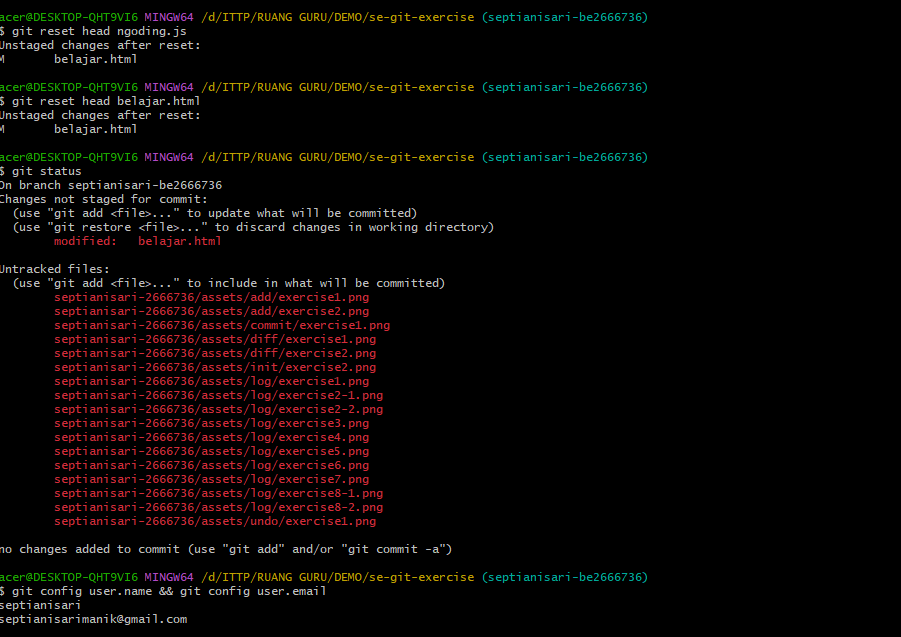 acer@DESKTOP-QHT9VI6 MINGW64 /d/ITTP/RUANG GURU/DEMO/se-git-exercise (septianisari-be2666736)
$ git reset head ngoding.js
Unstaged changes after reset:
M       belajar.html
acer@DESKTOP-QHT9VI6 MINGW64 /d/ITTP/RUANG GURU/DEMO/se-git-exercise (septianisari-be2666736)
$ git reset head belajar.html
Unstaged changes after reset:
M       belajar.html
acer@DESKTOP-QHT9VI6 MINGW64 /d/ITTP/RUANG GURU/DEMO/se-git-exercise (septianisari-be2666736)
$ git status
On branch septianisari-be2666736
Changes not staged for commit:
  (use "git add <file>..." to update what will be committed)
  (use "git restore <file>..." to discard changes in working directory)
        modified:   belajar.html
Untracked files:
  (use "git add <file>..." to include in what will be committed)
        septianisari-2666736/assets/add/exercise1.png
        septianisari-2666736/assets/add/exercise2.png
        septianisari-2666736/assets/commit/exercise1.png
        septianisari-2666736/assets/diff/exercise1.png
        septianisari-2666736/assets/diff/exercise2.png
        septianisari-2666736/assets/init/exercise2.png
        septianisari-2666736/assets/log/exercise1.png
        septianisari-2666736/assets/log/exercise2-1.png
        septianisari-2666736/assets/log/exercise2-2.png
        septianisari-2666736/assets/log/exercise3.png
        septianisari-2666736/assets/log/exercise4.png
        septianisari-2666736/assets/log/exercise5.png
        septianisari-2666736/assets/log/exercise6.png
        septianisari-2666736/assets/log/exercise7.png
        septianisari-2666736/assets/log/exercise8-1.png
        septianisari-2666736/assets/log/exercise8-2.png
        septianisari-2666736/assets/undo/exercise1.png
no changes added to commit (use "git add" and/or "git commit -a")
acer@DESKTOP-QHT9VI6 MINGW64 /d/ITTP/RUANG GURU/DEMO/se-git-exercise (septianisari-be2666736)
$ git config user.name && git config user.email
septianisari
septianisarimanik@gmail.com